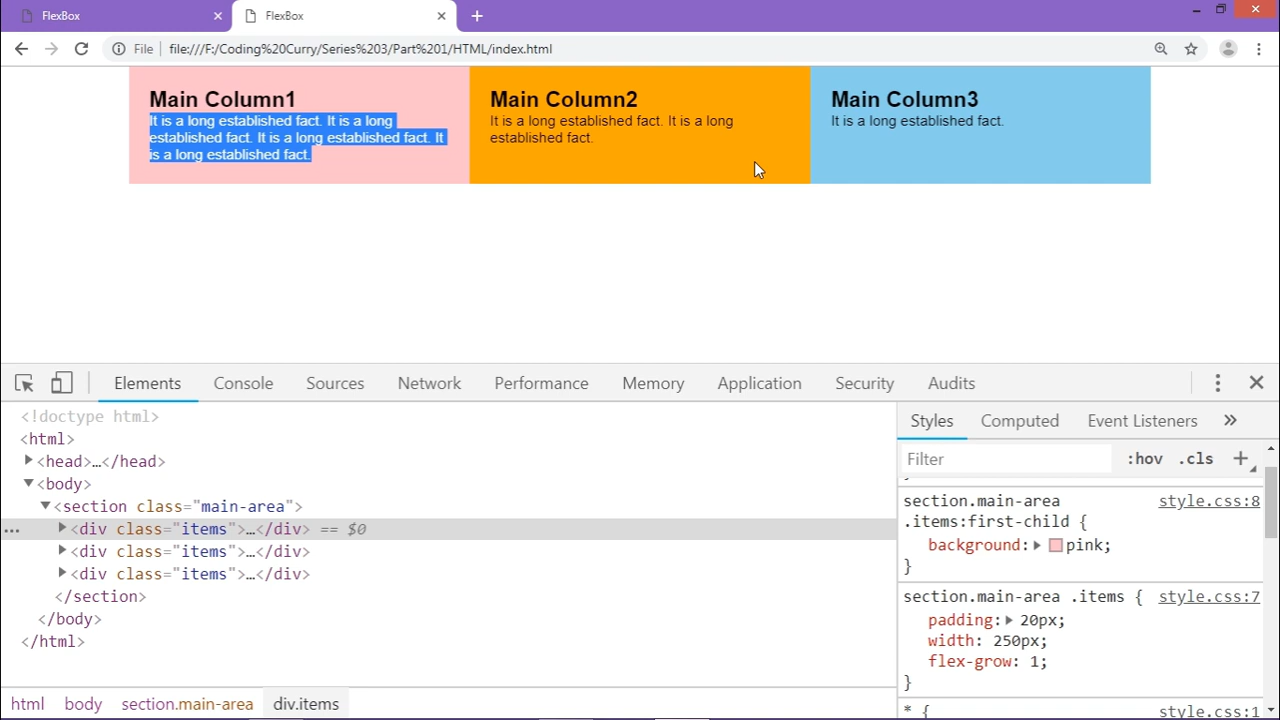 FlexBox
FlexBox
File
file:///F:/Coding%20Curry/Series%203/Part%201/HTML/index.html
Main Column1
It is a long established fact. It is a long
established fact. It is a long established fact. It
is a long established fact.
Main Column2
It is a long established fact. It is a long
established fact.
Main Column3
It is a long established fact.
Elements Console Sources Network Performance Memory Application Security Audits
<!doctype html>
<html>
<head>…</head>
<body>
<section class="main-area">
<div class="items">…</div> == $0
<div class="items">…</div>
<div class="items">…</div>
</section>
</body>
</html>
html body section.main-area div.items
Styles Computed Event Listeners »
Filter :hov .cls +
section.main-area style.css:8
.items:first-child {
background: pink;
}
section.main-area .items { style.css:7
padding: 20px;
width: 250px;
flex-grow: 1;
}
* { style.css:1